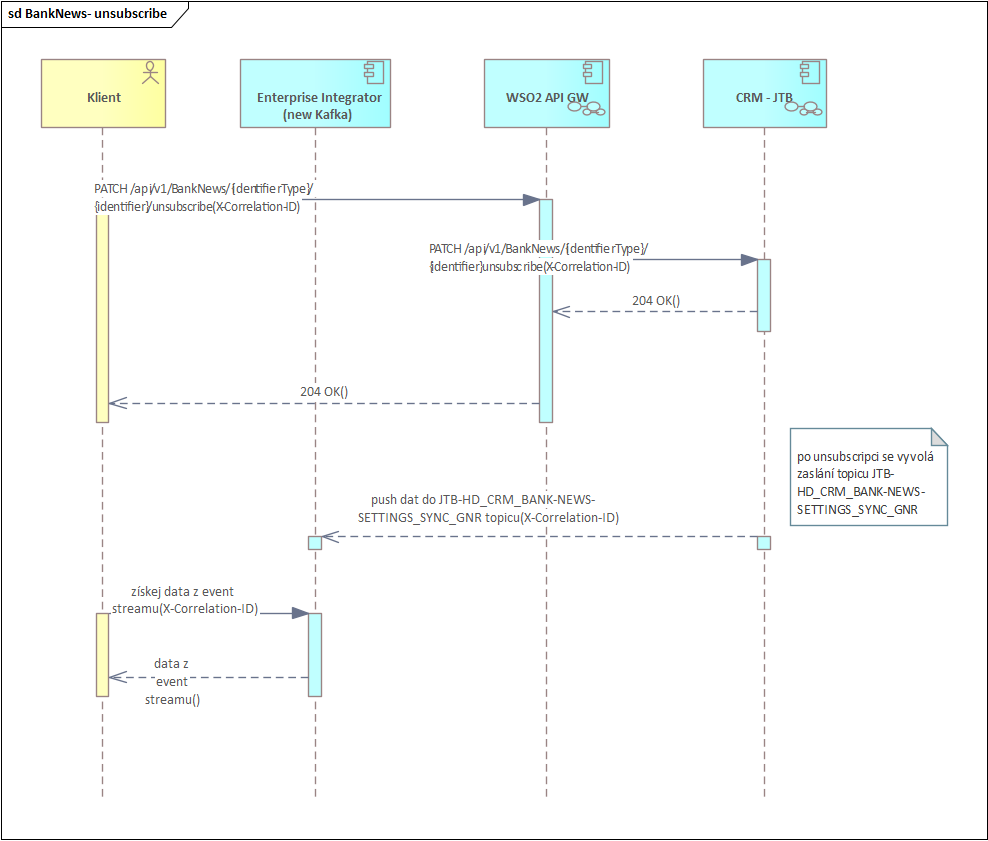 sd BankNews- unsubscribe
Klient
Enterprise Integrator
(new Kafka)
WSO2 API GW
CRM - JTB
PATCH /api/v1/BankNews/{dentifierType}/
{identifier}/unsubscribe(X-Correlation-ID)
PATCH /api/v1/BankNews/{dentifierType}/
{identifier}unsubscribe(X-Correlation-ID)
204 OK()
204 OK()
po unsubscripci se vyvolá
zaslání topicu JTB-
HD_CRM_BANK-NEWS-
SETTINGS_SYNC_GNR
push dat do JTB-HD_CRM_BANK-NEWS-
SETTINGS_SYNC_GNR topicu(X-Correlation-ID)
získej data z event
streamu(X-Correlation-ID)
data z
event
streamu()